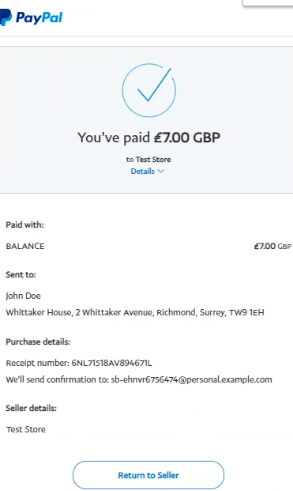 PayPal
You've paid £7.00 GBP
to Test Store
Details
Paid with:
BALANCE £7.00 GBP
Sent to:
John Doe
Whittaker House, 2 Whittaker Avenue, Richmond, Surrey, TW9 1EH
Purchase details:
Receipt number: 6NL71518AV894671L
We'll send confirmation to: sb-ehnvr6756474@personal.example.com
Seller details:
Test Store
Return to Seller